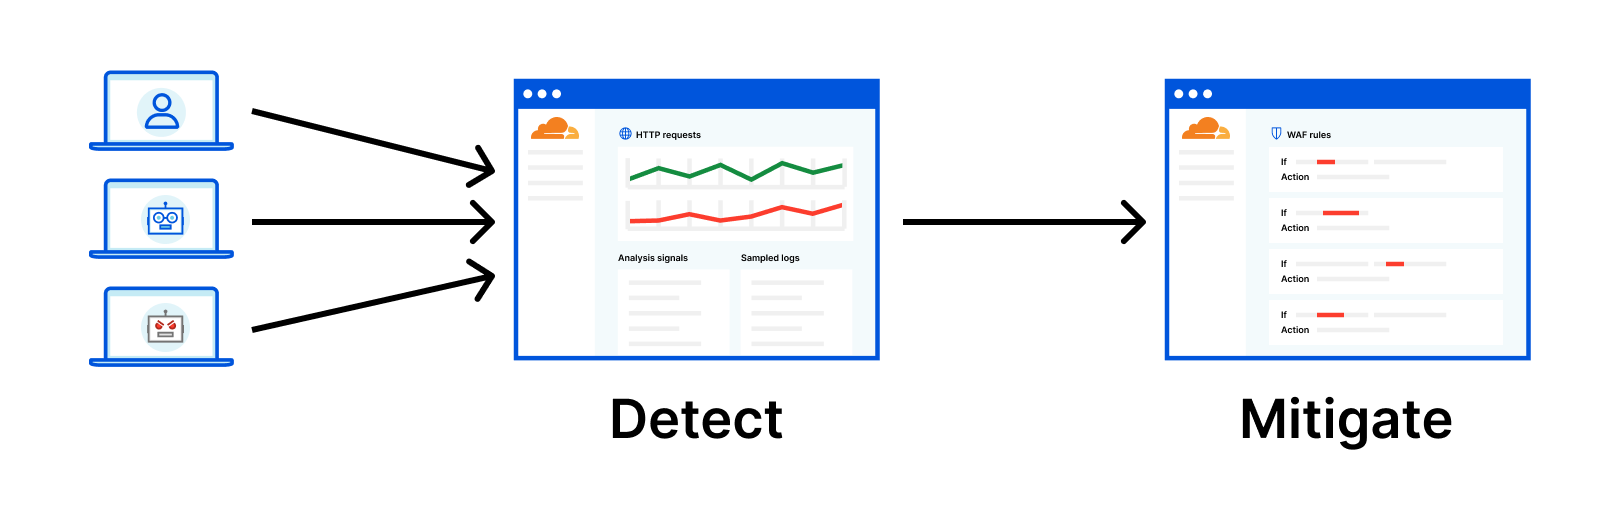 HTTP requests
Analysis signals
Sampled logs
Detect
WAF rules
If
Action
If
Action
If
Action
If
Action
Mitigate